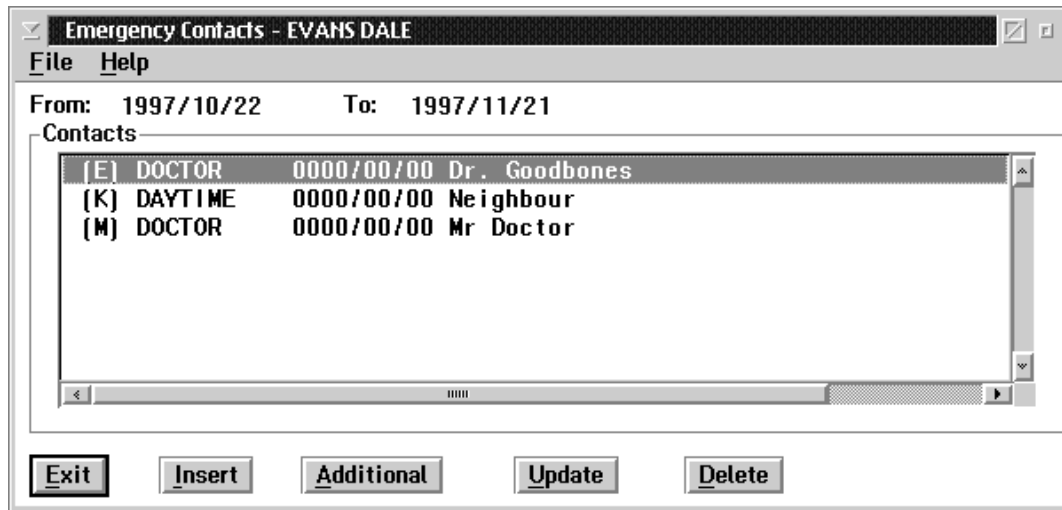 Emergency Contacts - EVANS DALE
File Help
From: 1997/10/22 To: 1997/11/21
Contacts
(E) DOCTOR 0000/00/00 Dr. Goodbones
(K) DAYTIME 0000/00/00 Neighbour
(M) DOCTOR 0000/00/00 Mr Doctor
Exit Insert Additional Update Delete